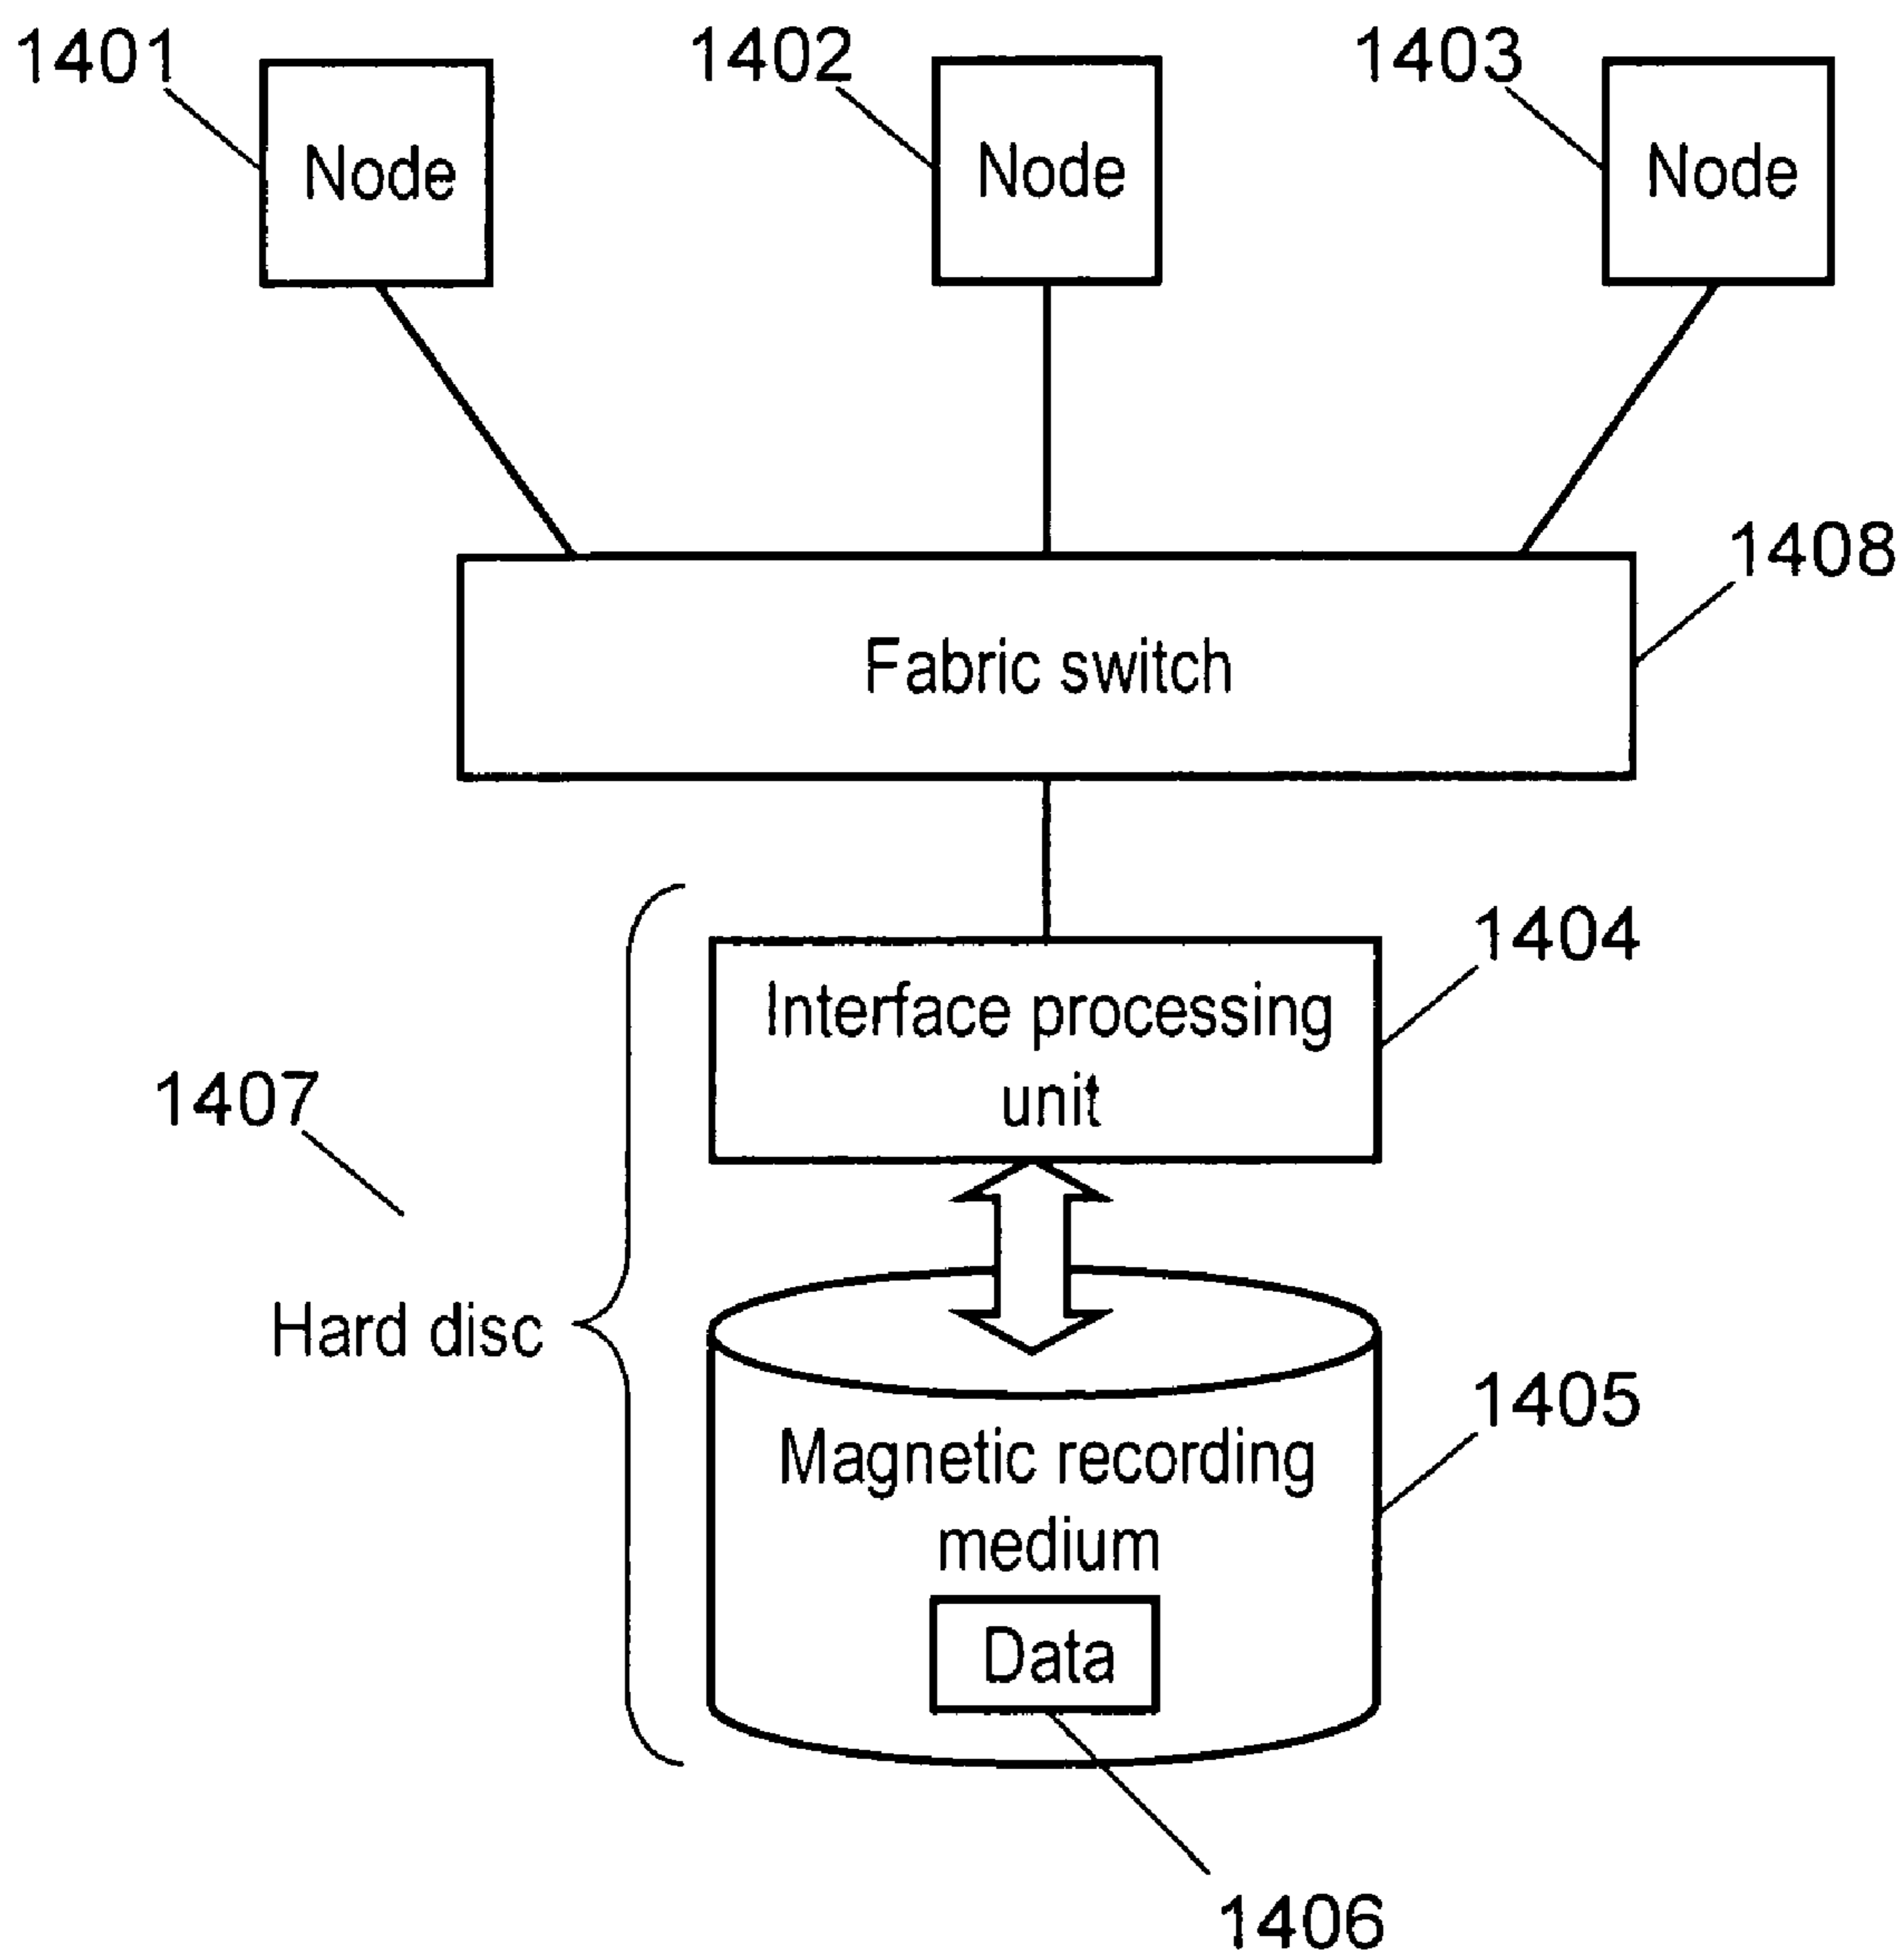 1401
1402
1403
Node
Node
Node
1408
Fabric switch
1404
Interface processing
unit
1407
Hard disc
1405
Magnetic recording
medium
Data
1406